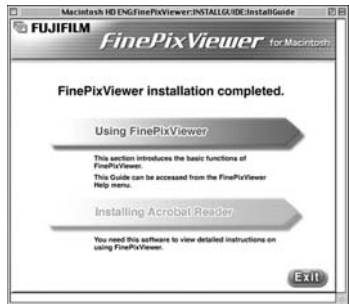 Macintosh HD ENG:FinePixViewer:INSTALLGUIDE:InstallGuide
FUJIFILM
FinePixViewer for Macintosh
FinePixViewer installation completed.
Using FinePixViewer
This section introduces the basic functions of
FinePixViewer.
This Guide can be accessed from the FinePixViewer
Help menu.
Installing Acrobat Reader
You need this software to view detailed instructions on
using FinePixViewer.
Exit